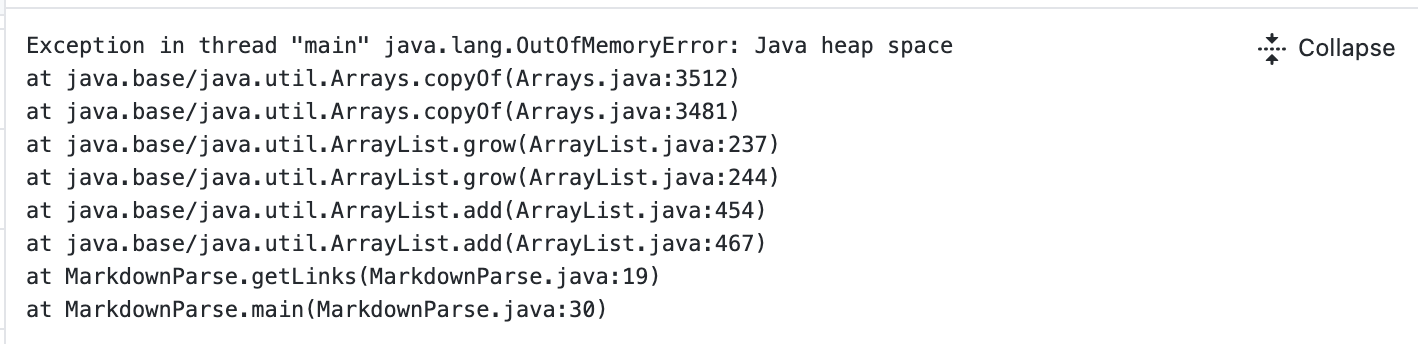 Exception in thread "main" java.lang.OutOfMemoryError: Java heap space
Collapse
at java.base/java.util.Arrays.copyOf(Arrays.java:3512)
at java.base/java.util.Arrays.copyOf(Arrays.java:3481)
at java.base/java.util.ArrayList.grow(ArrayList.java:237)
at java.base/java.util.ArrayList.grow(ArrayList.java:244)
at java.base/java.util.ArrayList.add(ArrayList.java:454)
at java.base/java.util.ArrayList.add(ArrayList.java:467)
at MarkdownParse.getLinks(MarkdownParse.java:19)
at MarkdownParse.main(MarkdownParse.java:30)